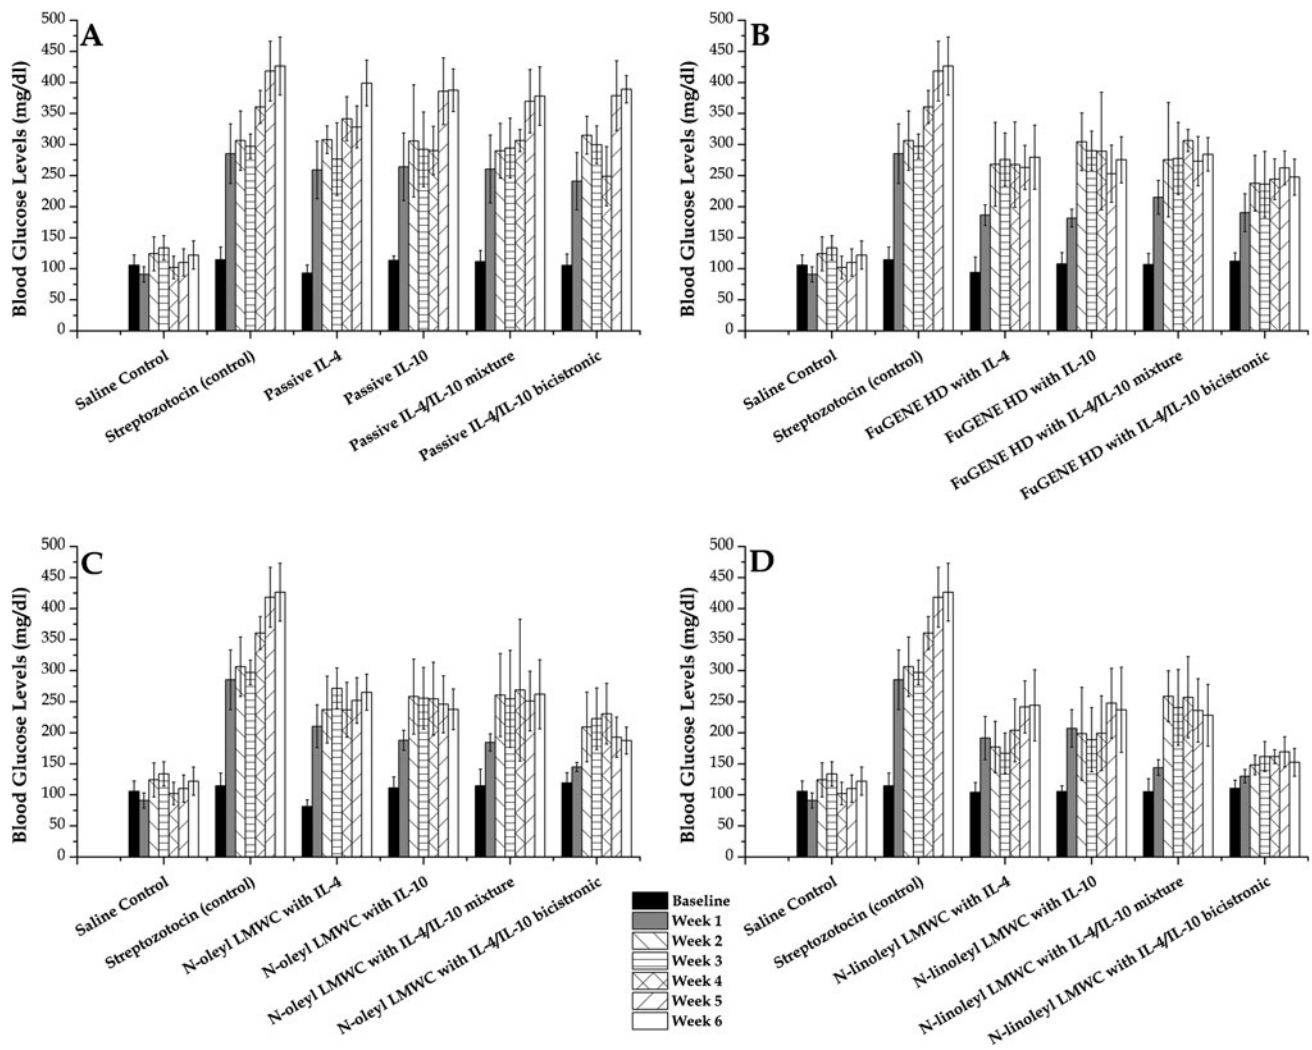 A
Blood Glucose Levels (mg/dl)
500
450
400
350
300
250
200
150
100
50
0
Saline Control
Streptozotocin (control)
Passive IL-4
Passive IL-10
Passive IL-4/IL-10 mixture
Passive IL-4/IL-10 bicistronic
B
Blood Glucose Levels (mg/dl)
500
450
400
350
300
250
200
150
100
50
0
Saline Control
Streptozotocin (control)
FuGENE HD with IL-4
FuGENE HD with IL-10
FuGENE HD with IL-4/IL-10 mixture
FuGENE HD with IL-4/IL-10 bicistronic
C
Blood Glucose Levels (mg/dl)
500
450
400
350
300
250
200
150
100
50
0
Saline Control
Streptozotocin (control)
N-oleyl LMWC with IL-4
N-oleyl LMWC with IL-10
N-oleyl LMWC with IL-4/IL-10 mixture
N-oleyl LMWC with IL-4/IL-10 bicistronic
D
Blood Glucose Levels (mg/dl)
500
450
400
350
300
250
200
150
100
50
0
Saline Control
Streptozotocin (control)
N-linoleyl LMWC with IL-4
N-linoleyl LMWC with IL-10
N-linoleyl LMWC with IL-4/IL-10 mixture
N-linoleyl LMWC with IL-4/IL-10 bicistronic
Baseline
Week 1
Week 2
Week 3
Week 4
Week 5
Week 6